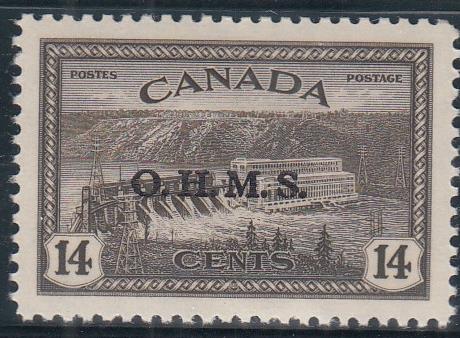 CANADA
POSTES POSTAGE
O.H.M.S.
14 CENTS 14